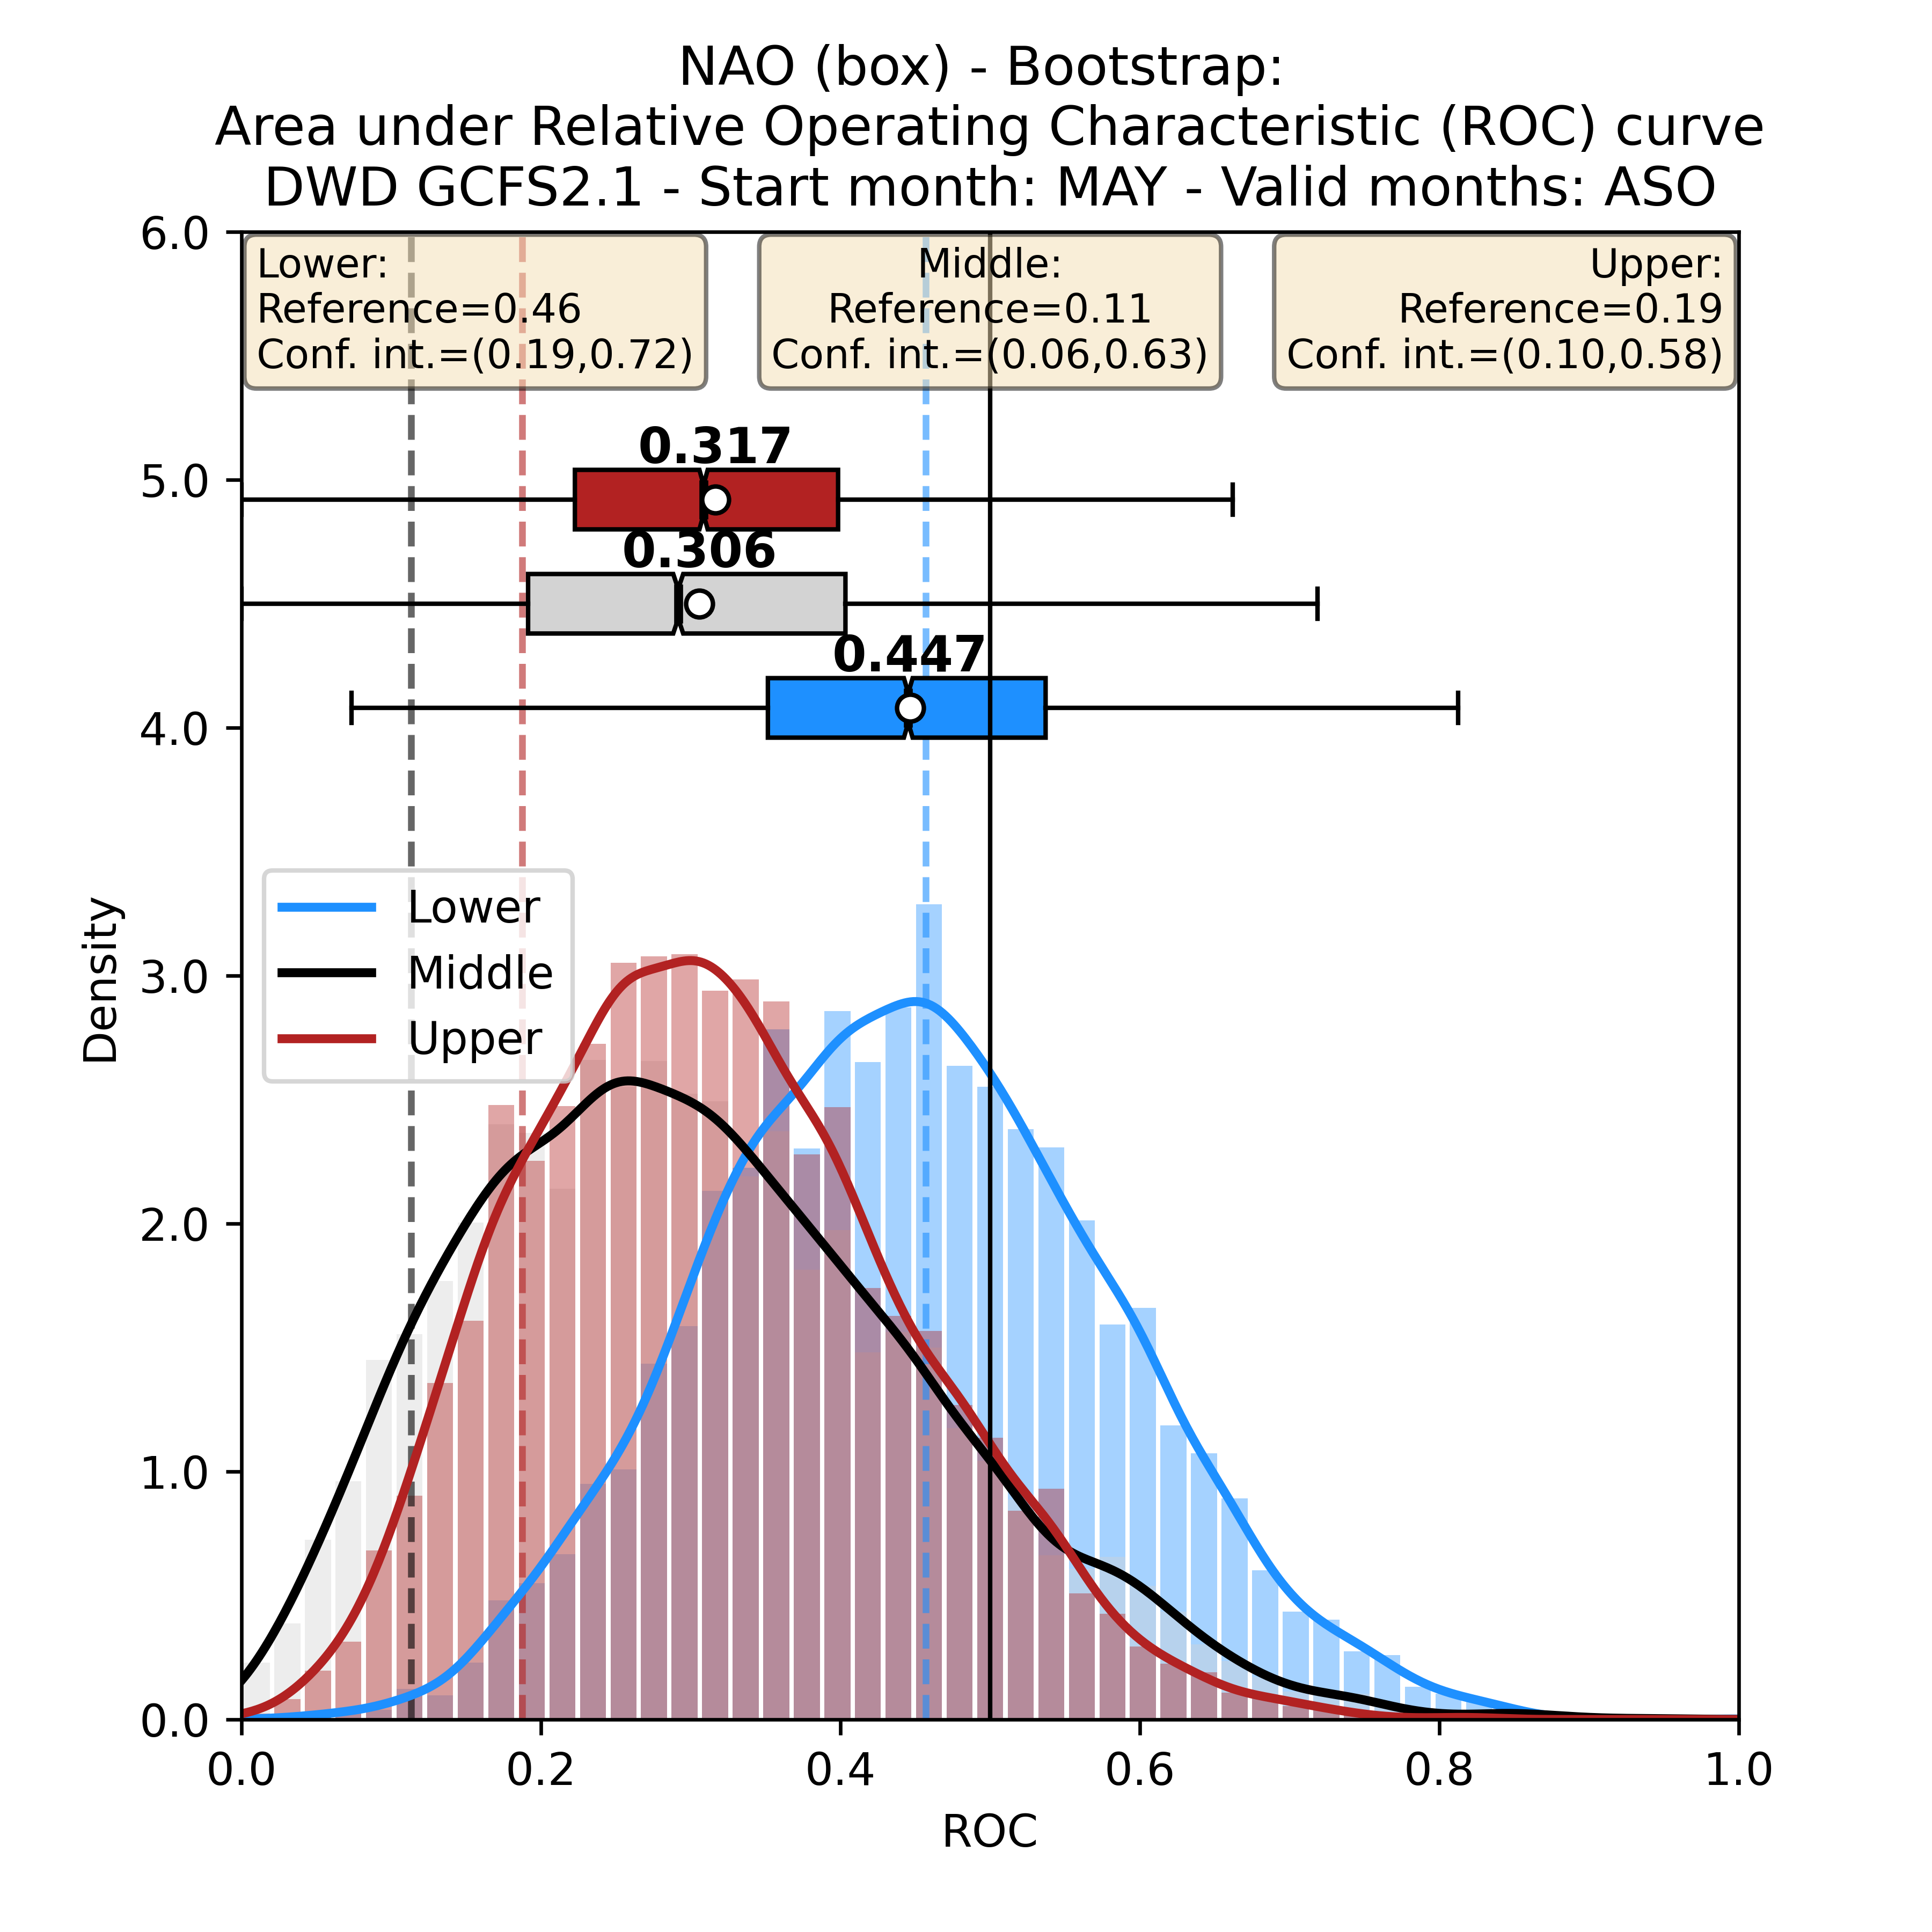 NAO (box) - Bootstrap:
Area under Relative Operating Characteristic (ROC) curve
DWD GCFS2.1 - Start month: MAY - Valid months: ASO
Lower:
Reference=0.46
Conf. int.=(0.19,0.72)
Middle:
Reference=0.11
Conf. int.=(0.06,0.63)
Upper:
Reference=0.19
Conf. int.=(0.10,0.58)
0.317
0.306
0.447
Lower
Middle
Upper
Density
6.0
5.0
4.0
3.0
2.0
1.0
0.0
0.0 0.2 0.4 0.6 0.8 1.0
ROC